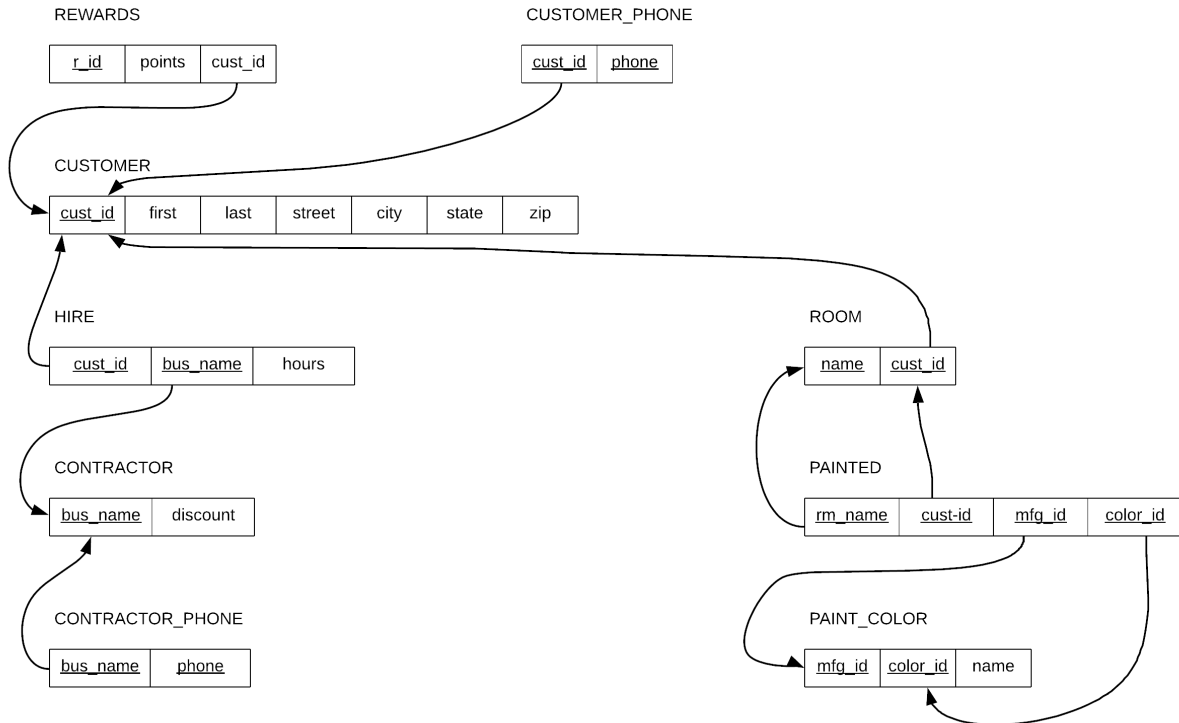 REWARDS
r_id points cust_id
CUSTOMER_PHONE
cust_id phone
CUSTOMER
cust_id first last street city state zip
HIRE
cust_id bus_name hours
ROOM
name cust_id
CONTRACTOR
bus_name discount
PAINTED
rm_name cust-id mfg_id color_id
CONTRACTOR_PHONE
bus_name phone
PAINT_COLOR
mfg_id color_id name